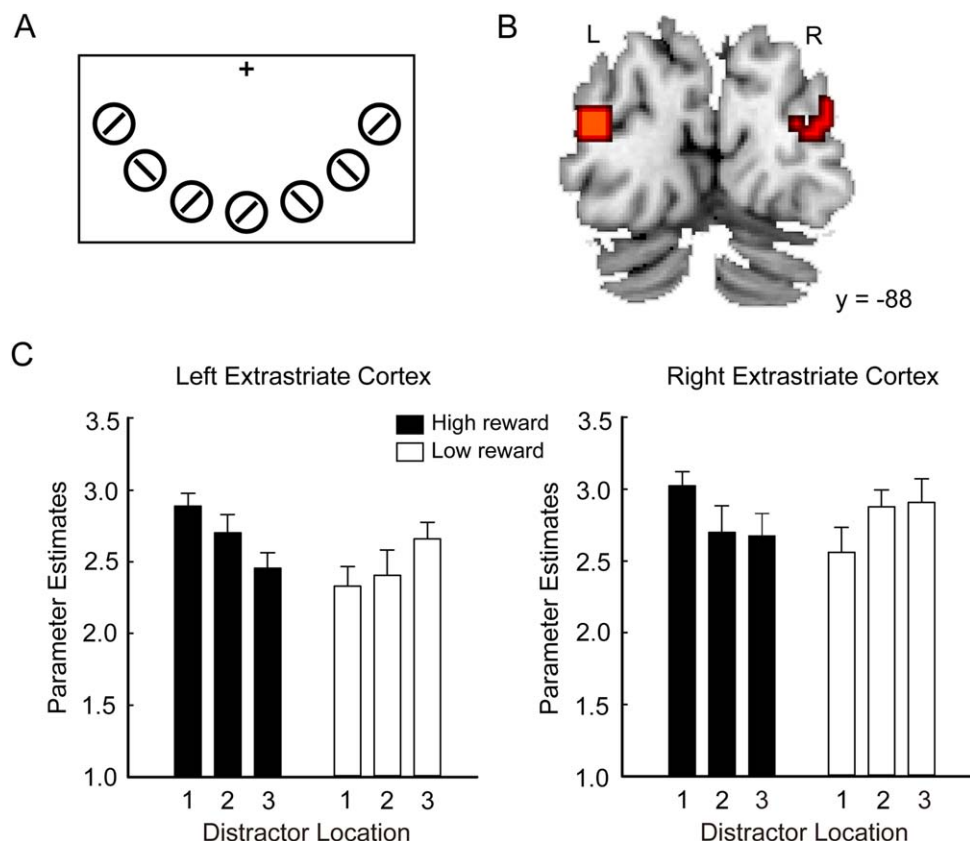 A
+
B
L R
y = -88
C
Left Extrastriate Cortex
High reward
Low reward
Parameter Estimates
3.5
3.0
2.5
2.0
1.5
1.0
1 2 3 1 2 3
Distractor Location
Right Extrastriate Cortex
Parameter Estimates
3.5
3.0
2.5
2.0
1.5
1.0
1 2 3 1 2 3
Distractor Location